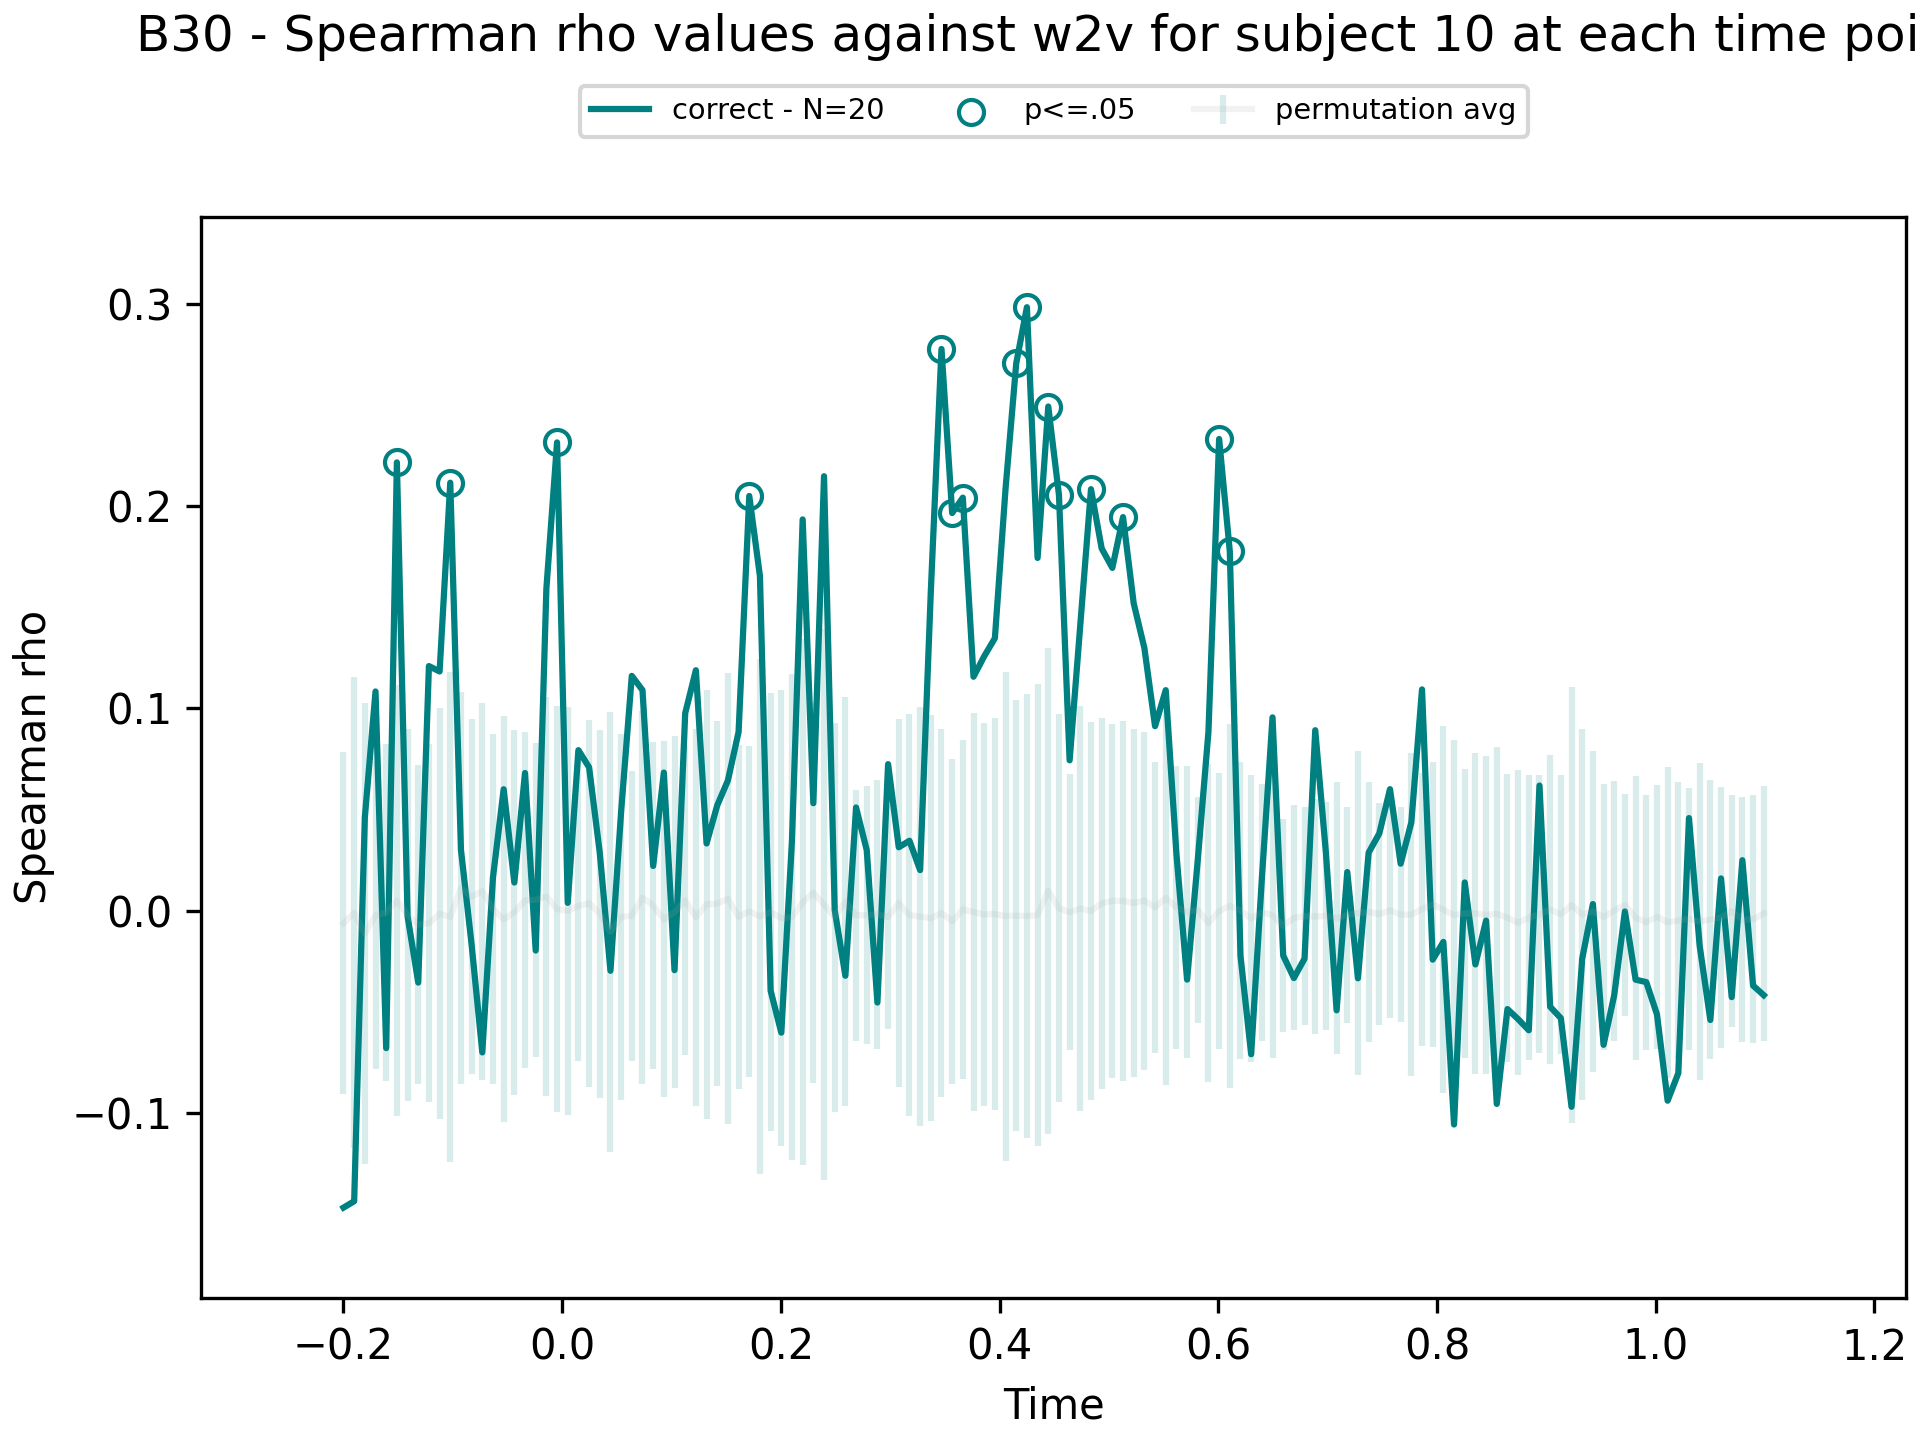 B30 - Spearman rho values against w2v for subject 10 at each time poi
correct - N=20 p<=.05 permutation avg
Spearman rho
0.3
0.2
0.1
0.0
−0.1
−0.2 0.0 0.2 0.4 0.6 0.8 1.0 1.2
Time